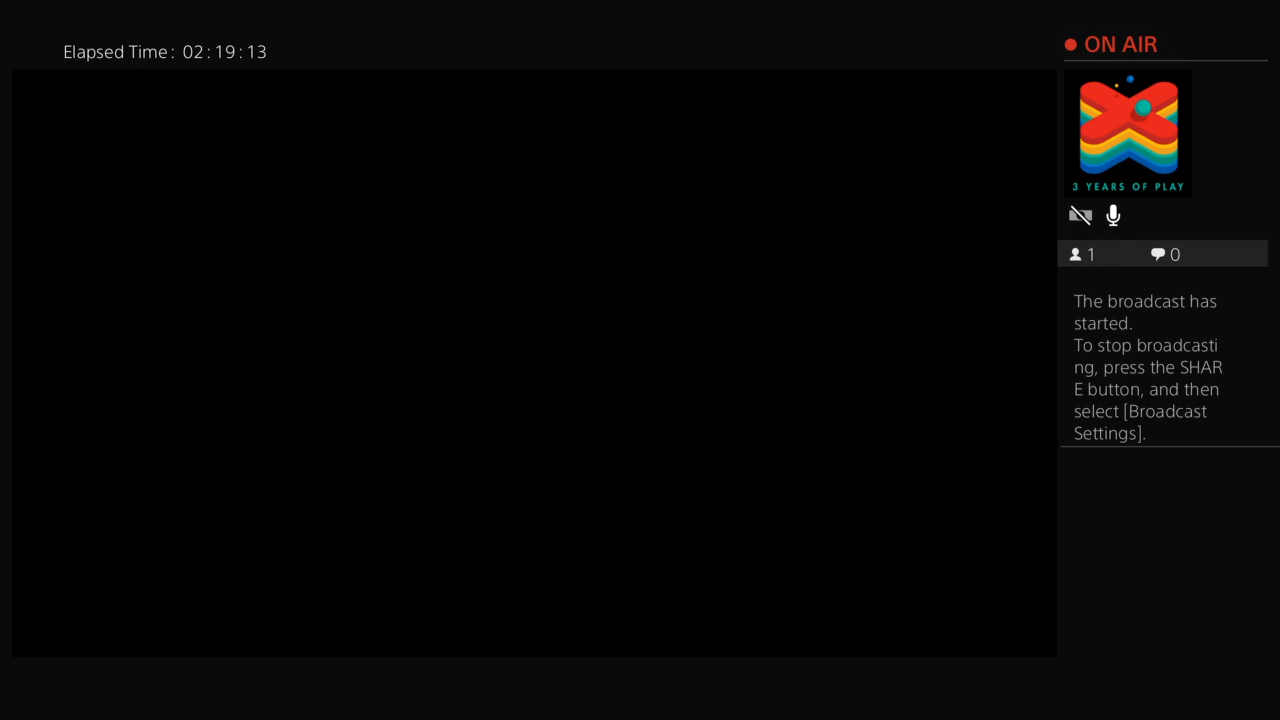 Elapsed Time: 02:19:13
ON AIR
3 YEARS OF PLAY
1
0
The broadcast has
started.
To stop broadcasti
ng, press the SHAR
E button, and then
select [Broadcast
Settings].